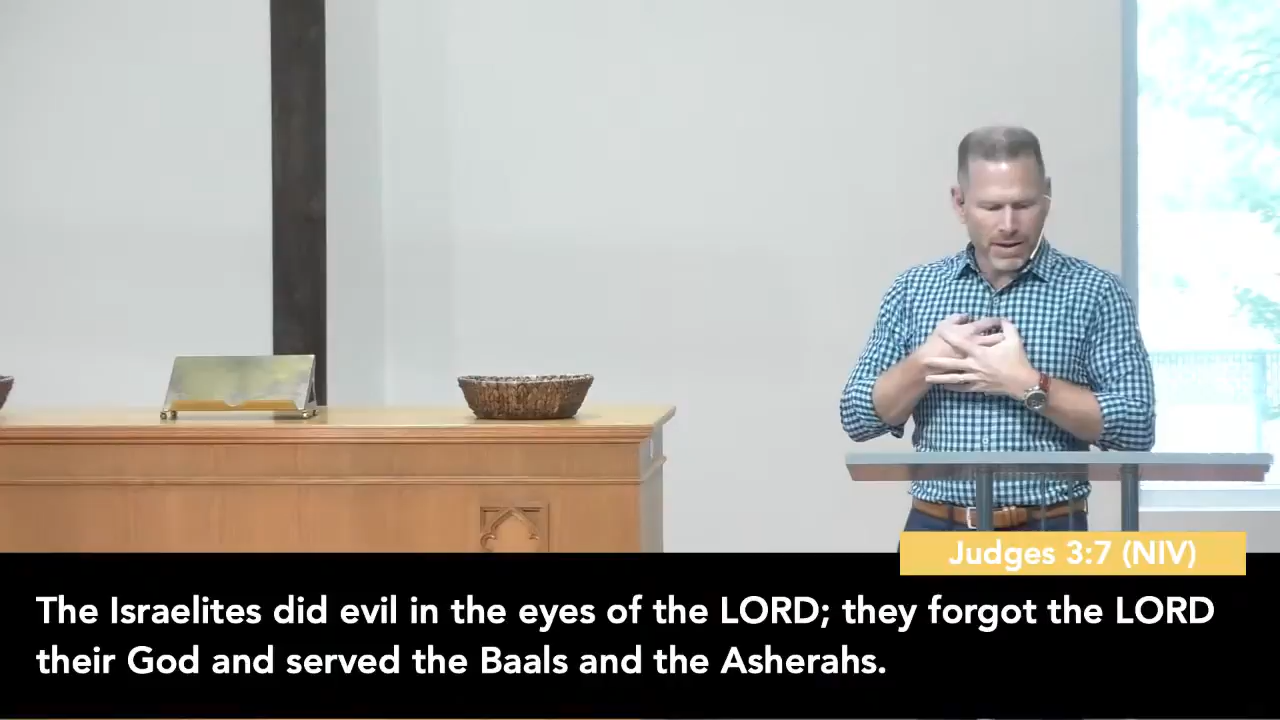 Judges 3:7 (NIV)
The Israelites did evil in the eyes of the LORD; they forgot the LORD
their God and served the Baals and the Asherahs.